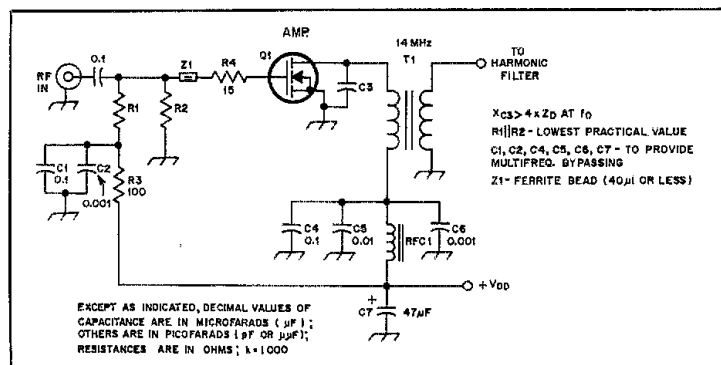 AMP
0.1
Z1
R4
15
Q1
14 MHz
T1
TO
HARMONIC
FILTER
RF
IN
C3
R1
R2
XC3 > 4 x ZD AT fO
R1||R2 - LOWEST PRACTICAL VALUE
C1, C2, C4, C5, C6, C7 - TO PROVIDE
MULTIFREQ. BYPASSING
Z1 - FERRITE BEAD (40µi OR LESS)
C1
0.1
C2
0.001
R3
100
C4
0.1
C5
0.01
RFC1
C6
0.001
+VDD
C7
+
47µF
EXCEPT AS INDICATED, DECIMAL VALUES OF
CAPACITANCE ARE IN MICROFARADS (µF);
OTHERS ARE IN PICOFARADS (pF OR µµF);
RESISTANCES ARE IN OHMS; k=1000